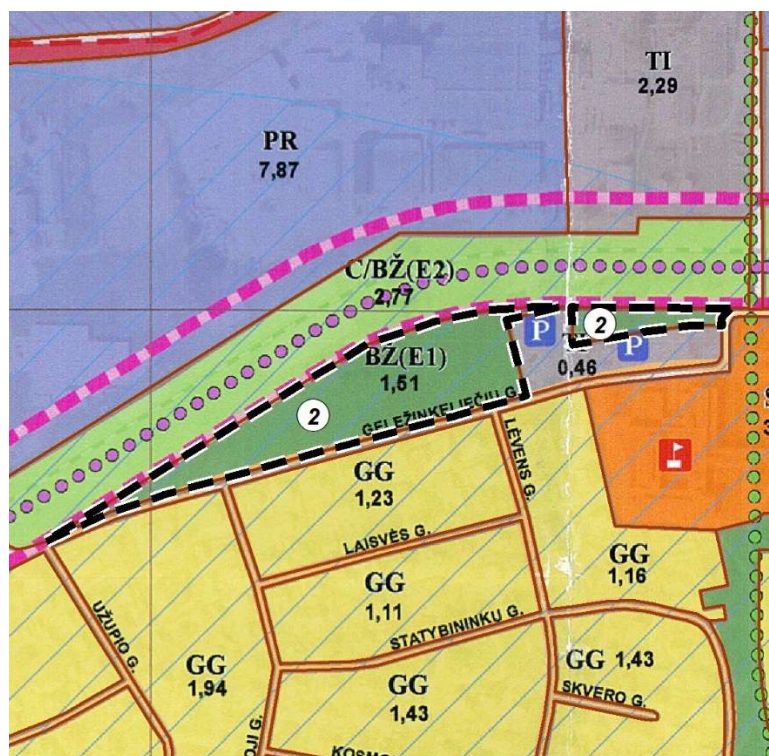 TI
2,29
PR
7,87
C/BŽ(E2)
2,77
P
2
P
BŽ(E1)
1,51
0,46
2
GELEŽINKELIEČIŲ G.
LĖVENS G.
GG
1,23
LAISVĖS G.
GG
1,16
GG
1,11
UŽUPIO G.
STATYBININKŲ G.
GG
1,94
GG 1,43
GG
1,43
SKVERO G.
OJI G.